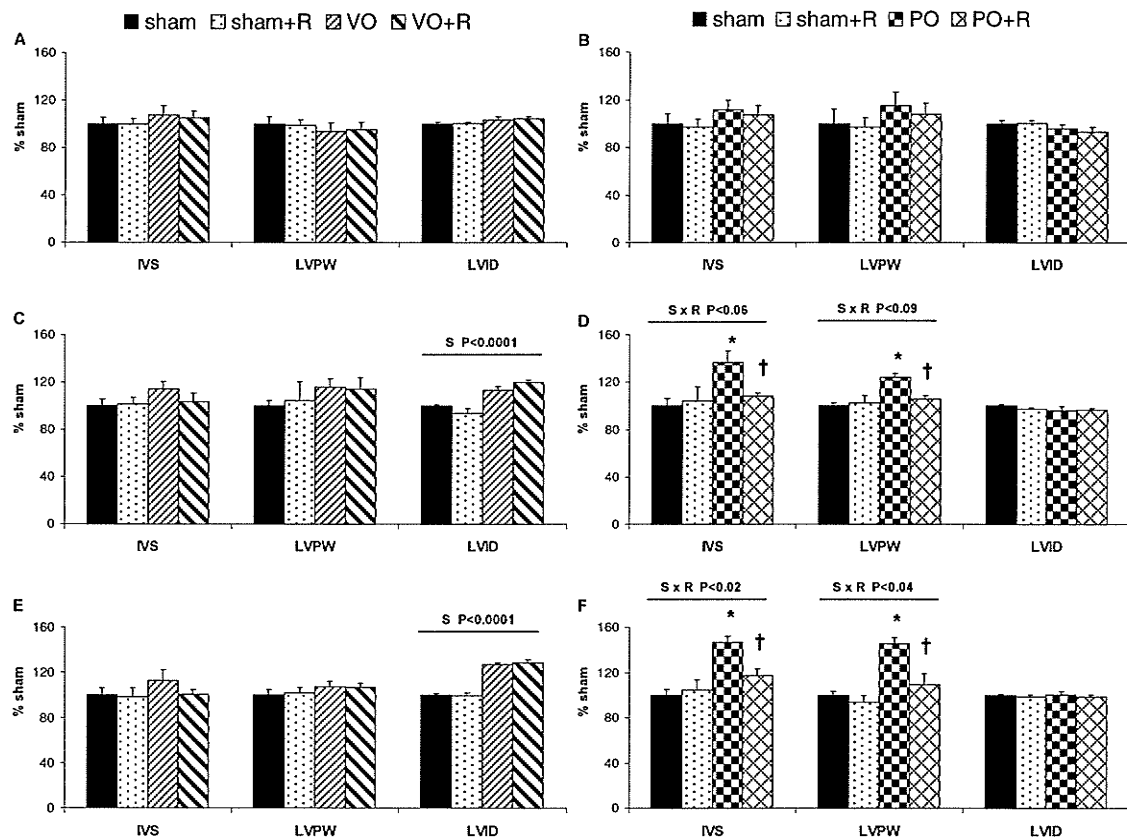 sham sham+R VO VO+R
sham sham+R PO PO+R
A
160
120
80
40
0
% sham
IVS LVPW LVID
B
160
120
80
40
0
% sham
IVS LVPW LVID
C
S P<0.0001
160
120
80
40
0
% sham
IVS LVPW LVID
D
S x R P<0.06 S x R P<0.09
* † * †
160
120
80
40
0
% sham
IVS LVPW LVID
E
S P<0.0001
160
120
80
40
0
% sham
IVS LVPW LVID
F
S x R P<0.02 S x R P<0.04
* † * †
160
120
80
40
0
% sham
IVS LVPW LVID